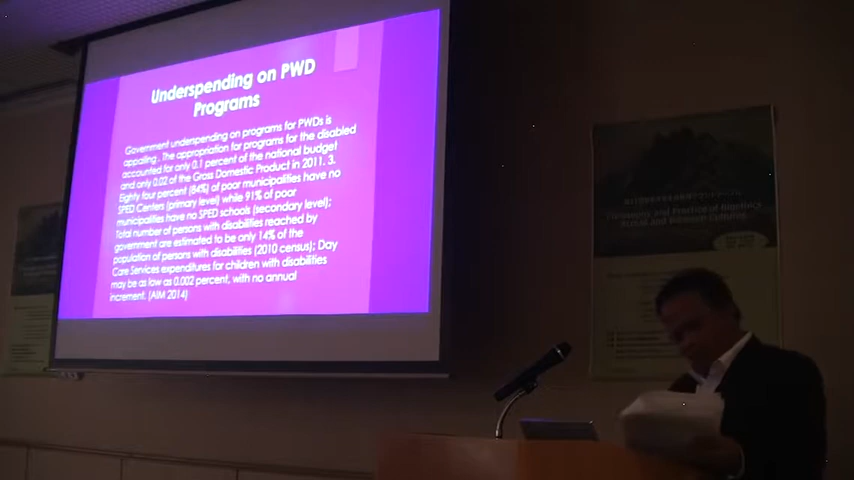 Underspending on PWD
Programs
Government underspending on programs for PWDs is
appalling . The appropriation for programs for the disabled
accounted for only 0.1 percent of the national budget
and only 0.02 of the Gross Domestic Product in 2011. 3.
Eighty four percent (84%) of poor municipalities have no
SPED Centers (primary level) while 91% of poor
municipalities have no SPED schools (secondary level);
Total number of persons with disabilities reached by
government are estimated to be only 14% of the
population of persons with disabilities (2010 census); Day
Care Services expenditures for children with disabilities
may be as low as 0.002 percent, with no annual
increment. (AIM 2014)
Philosophy and Practice of Bioethics